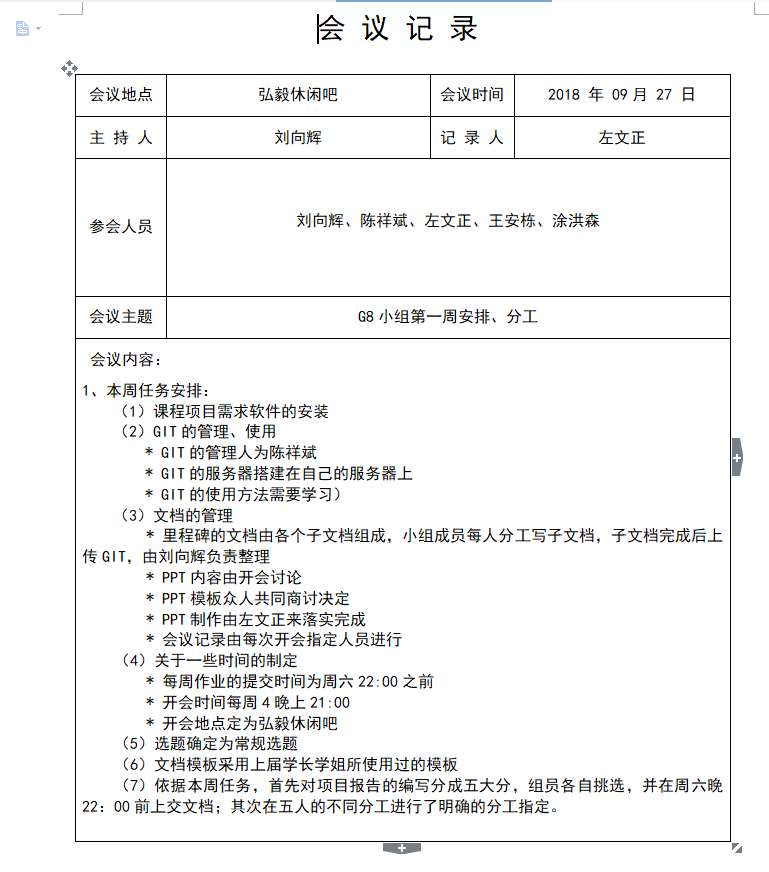 会 议 记 录
会议地点 弘毅休闲吧 会议时间 2018 年 09 月 27 日
主 持 人 刘向辉 记 录 人 左文正
参会人员 刘向辉、陈祥斌、左文正、王安栋、涂洪森
会议主题 G8 小组第一周安排、分工
会议内容：
1、本周任务安排：
（1）课程项目需求软件的安装
（2）GIT 的管理、使用
* GIT 的管理人为陈祥斌
* GIT 的服务器搭建在自己的服务器上
* GIT 的使用方法需要学习）
（3）文档的管理
* 里程碑的文档由各个子文档组成，小组成员每人分工写子文档，子文档完成后上
传 GIT，由刘向辉负责整理
* PPT 内容由开会讨论
* PPT 模板众人共同商讨决定
* PPT 制作由左文正来落实完成
* 会议记录由每次开会指定人员进行
（4）关于一些时间的制定
* 每周作业的提交时间为周六 22:00 之前
* 开会时间每周 4 晚上 21:00
* 开会地点定为弘毅休闲吧
（5）选题确定为常规选题
（6）文档模板采用上届学长学姐所使用过的模板
（7）依据本周任务，首先对项目报告的编写分成五大分，组员各自挑选，并在周六晚
22：00 前上交文档；其次在五人的不同分工进行了明确的分工指定。